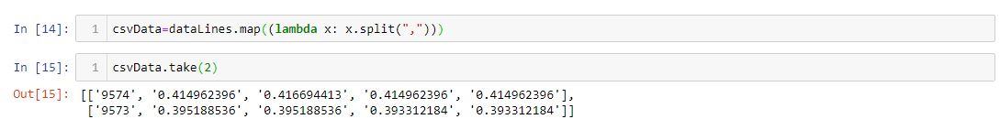 In [14]: 1 csvData=dataLines.map((lambda x: x.split(",")))
In [15]: 1 csvData.take(2)
Out[15]: [['9574', '0.414962396', '0.416694413', '0.414962396', '0.414962396'],
['9573', '0.395188536', '0.395188536', '0.393312184', '0.393312184']]